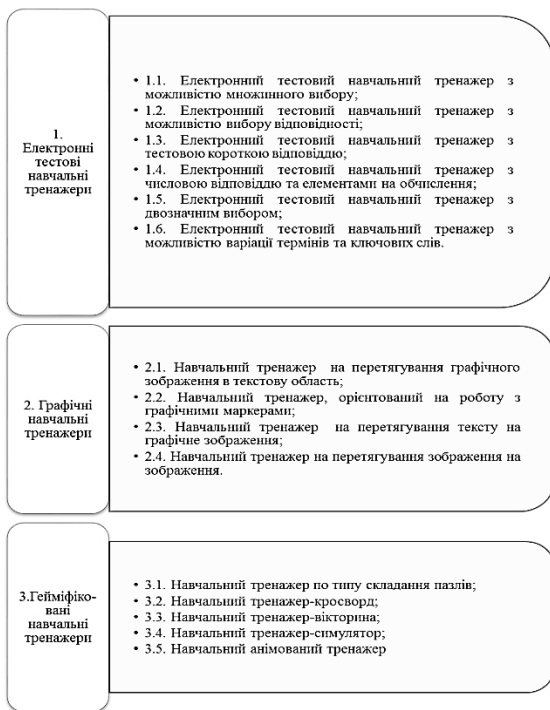 1.
Електронні
тестові
навчальні
тренажери
• 1.1. Електронний тестовий навчальний тренажер з
можливістю множинного вибору;
• 1.2. Електронний тестовий навчальний тренажер з
можливістю вибору відповідності;
• 1.3. Електронний тестовий навчальний тренажер з
тестовою короткою відповіддю;
• 1.4. Електронний тестовий навчальний тренажер з
числовою відповіддю та елементами на обчислення;
• 1.5. Електронний тестовий навчальний тренажер з
двозначним вибором;
• 1.6. Електронний тестовий навчальний тренажер з
можливістю варіації термінів та ключових слів.
2. Графічні
навчальні
тренажери
• 2.1. Навчальний тренажер на перетягування графічного
зображення в текстову область;
• 2.2. Навчальний тренажер, орієнтований на роботу з
графічними маркерами;
• 2.3. Навчальний тренажер на перетягування тексту на
графічне зображення;
• 2.4. Навчальний тренажер на перетягування зображення на
зображення.
3.Гейміфіко-
вані
навчальні
тренажери
• 3.1. Навчальний тренажер по типу складання пазлів;
• 3.2. Навчальний тренажер-кросворд;
• 3.3. Навчальний тренажер-вікторина;
• 3.4. Навчальний тренажер-симулятор;
• 3.5. Навчальний анімований тренажер